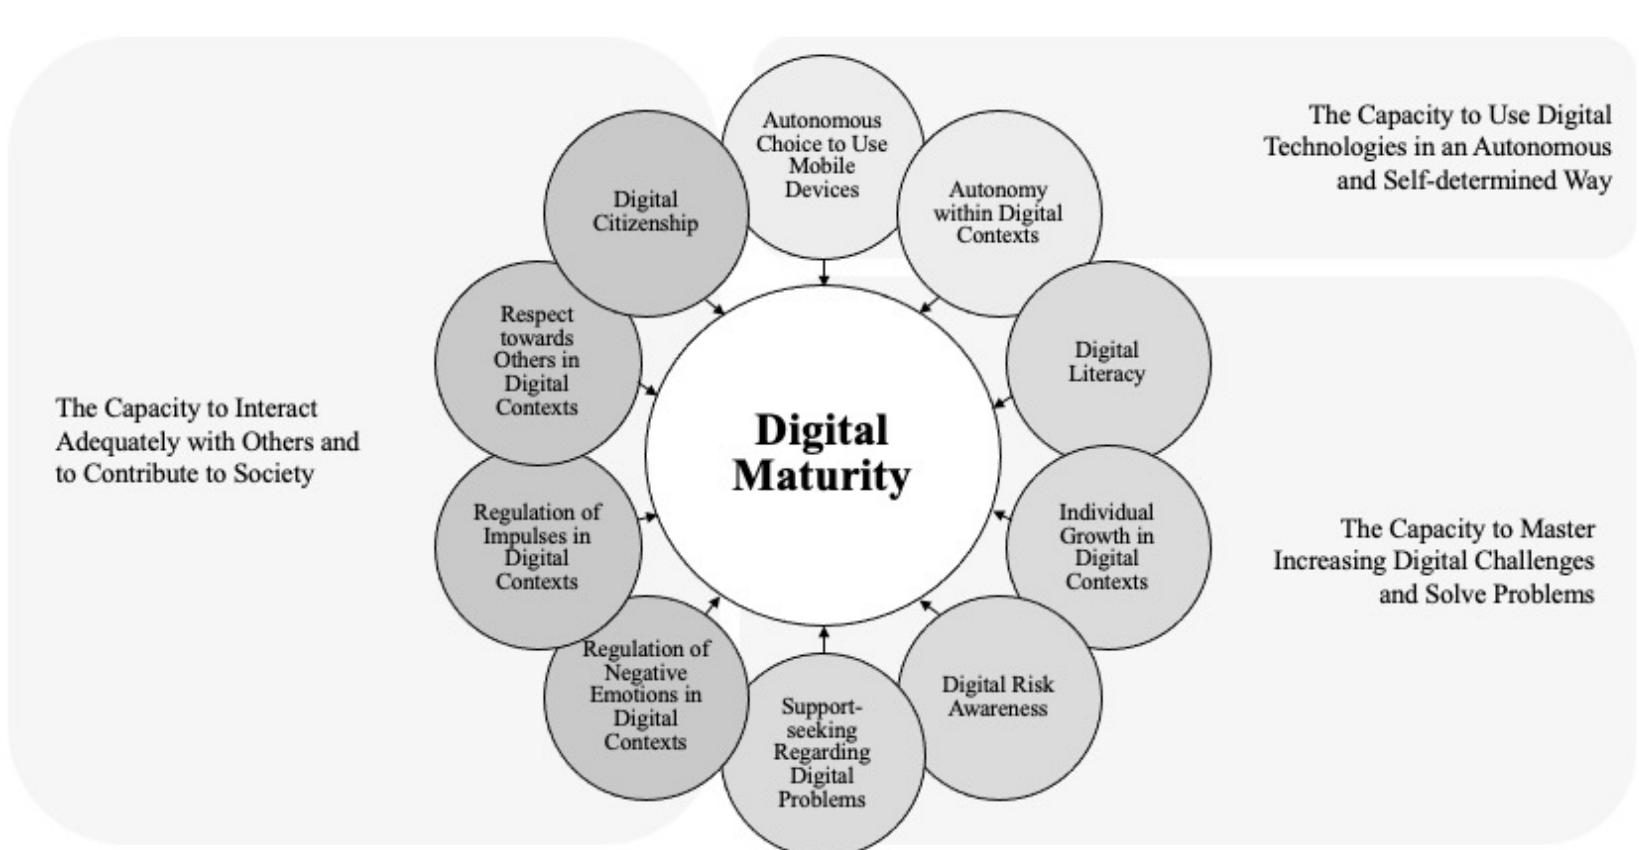 The Capacity to Use Digital
Technologies in an Autonomous
and Self-determined Way
Autonomous
Choice to Use
Mobile
Devices
Autonomy
within Digital
Contexts
Digital
Literacy
Individual
Growth in
Digital
Contexts
The Capacity to Master
Increasing Digital Challenges
and Solve Problems
Digital Risk
Awareness
Support-
seeking
Regarding
Digital
Problems
Regulation of
Negative
Emotions in
Digital
Contexts
Regulation of
Impulses in
Digital
Contexts
The Capacity to Interact
Adequately with Others and
to Contribute to Society
Respect
towards
Others in
Digital
Contexts
Digital
Citizenship
Digital
Maturity